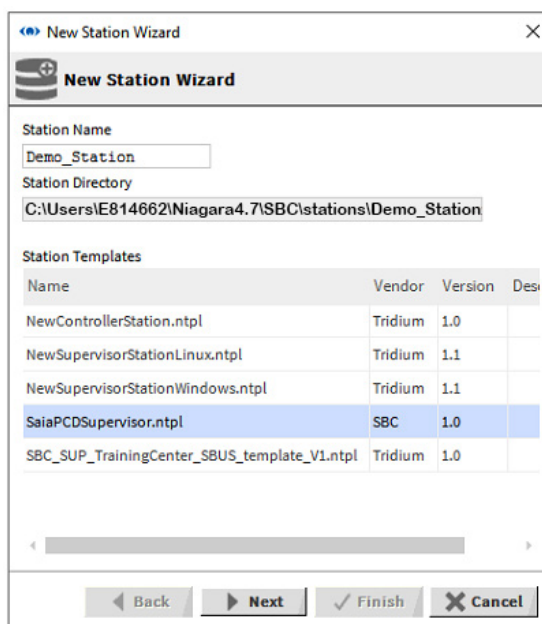 New Station Wizard
New Station Wizard
Station Name
Demo_Station
Station Directory
C:\Users\E814662\Niagara4.7\SBC\stations\Demo_Station
Station Templates
Name Vendor Version Desc
NewControllerStation.ntpl Tridium 1.0
NewSupervisorStationLinux.ntpl Tridium 1.1
NewSupervisorStationWindows.ntpl Tridium 1.1
SaiaPCDSupervisor.ntpl SBC 1.0
SBC_SUP_TrainingCenter_SBUS_template_V1.ntpl Tridium 1.0
Back Next Finish Cancel